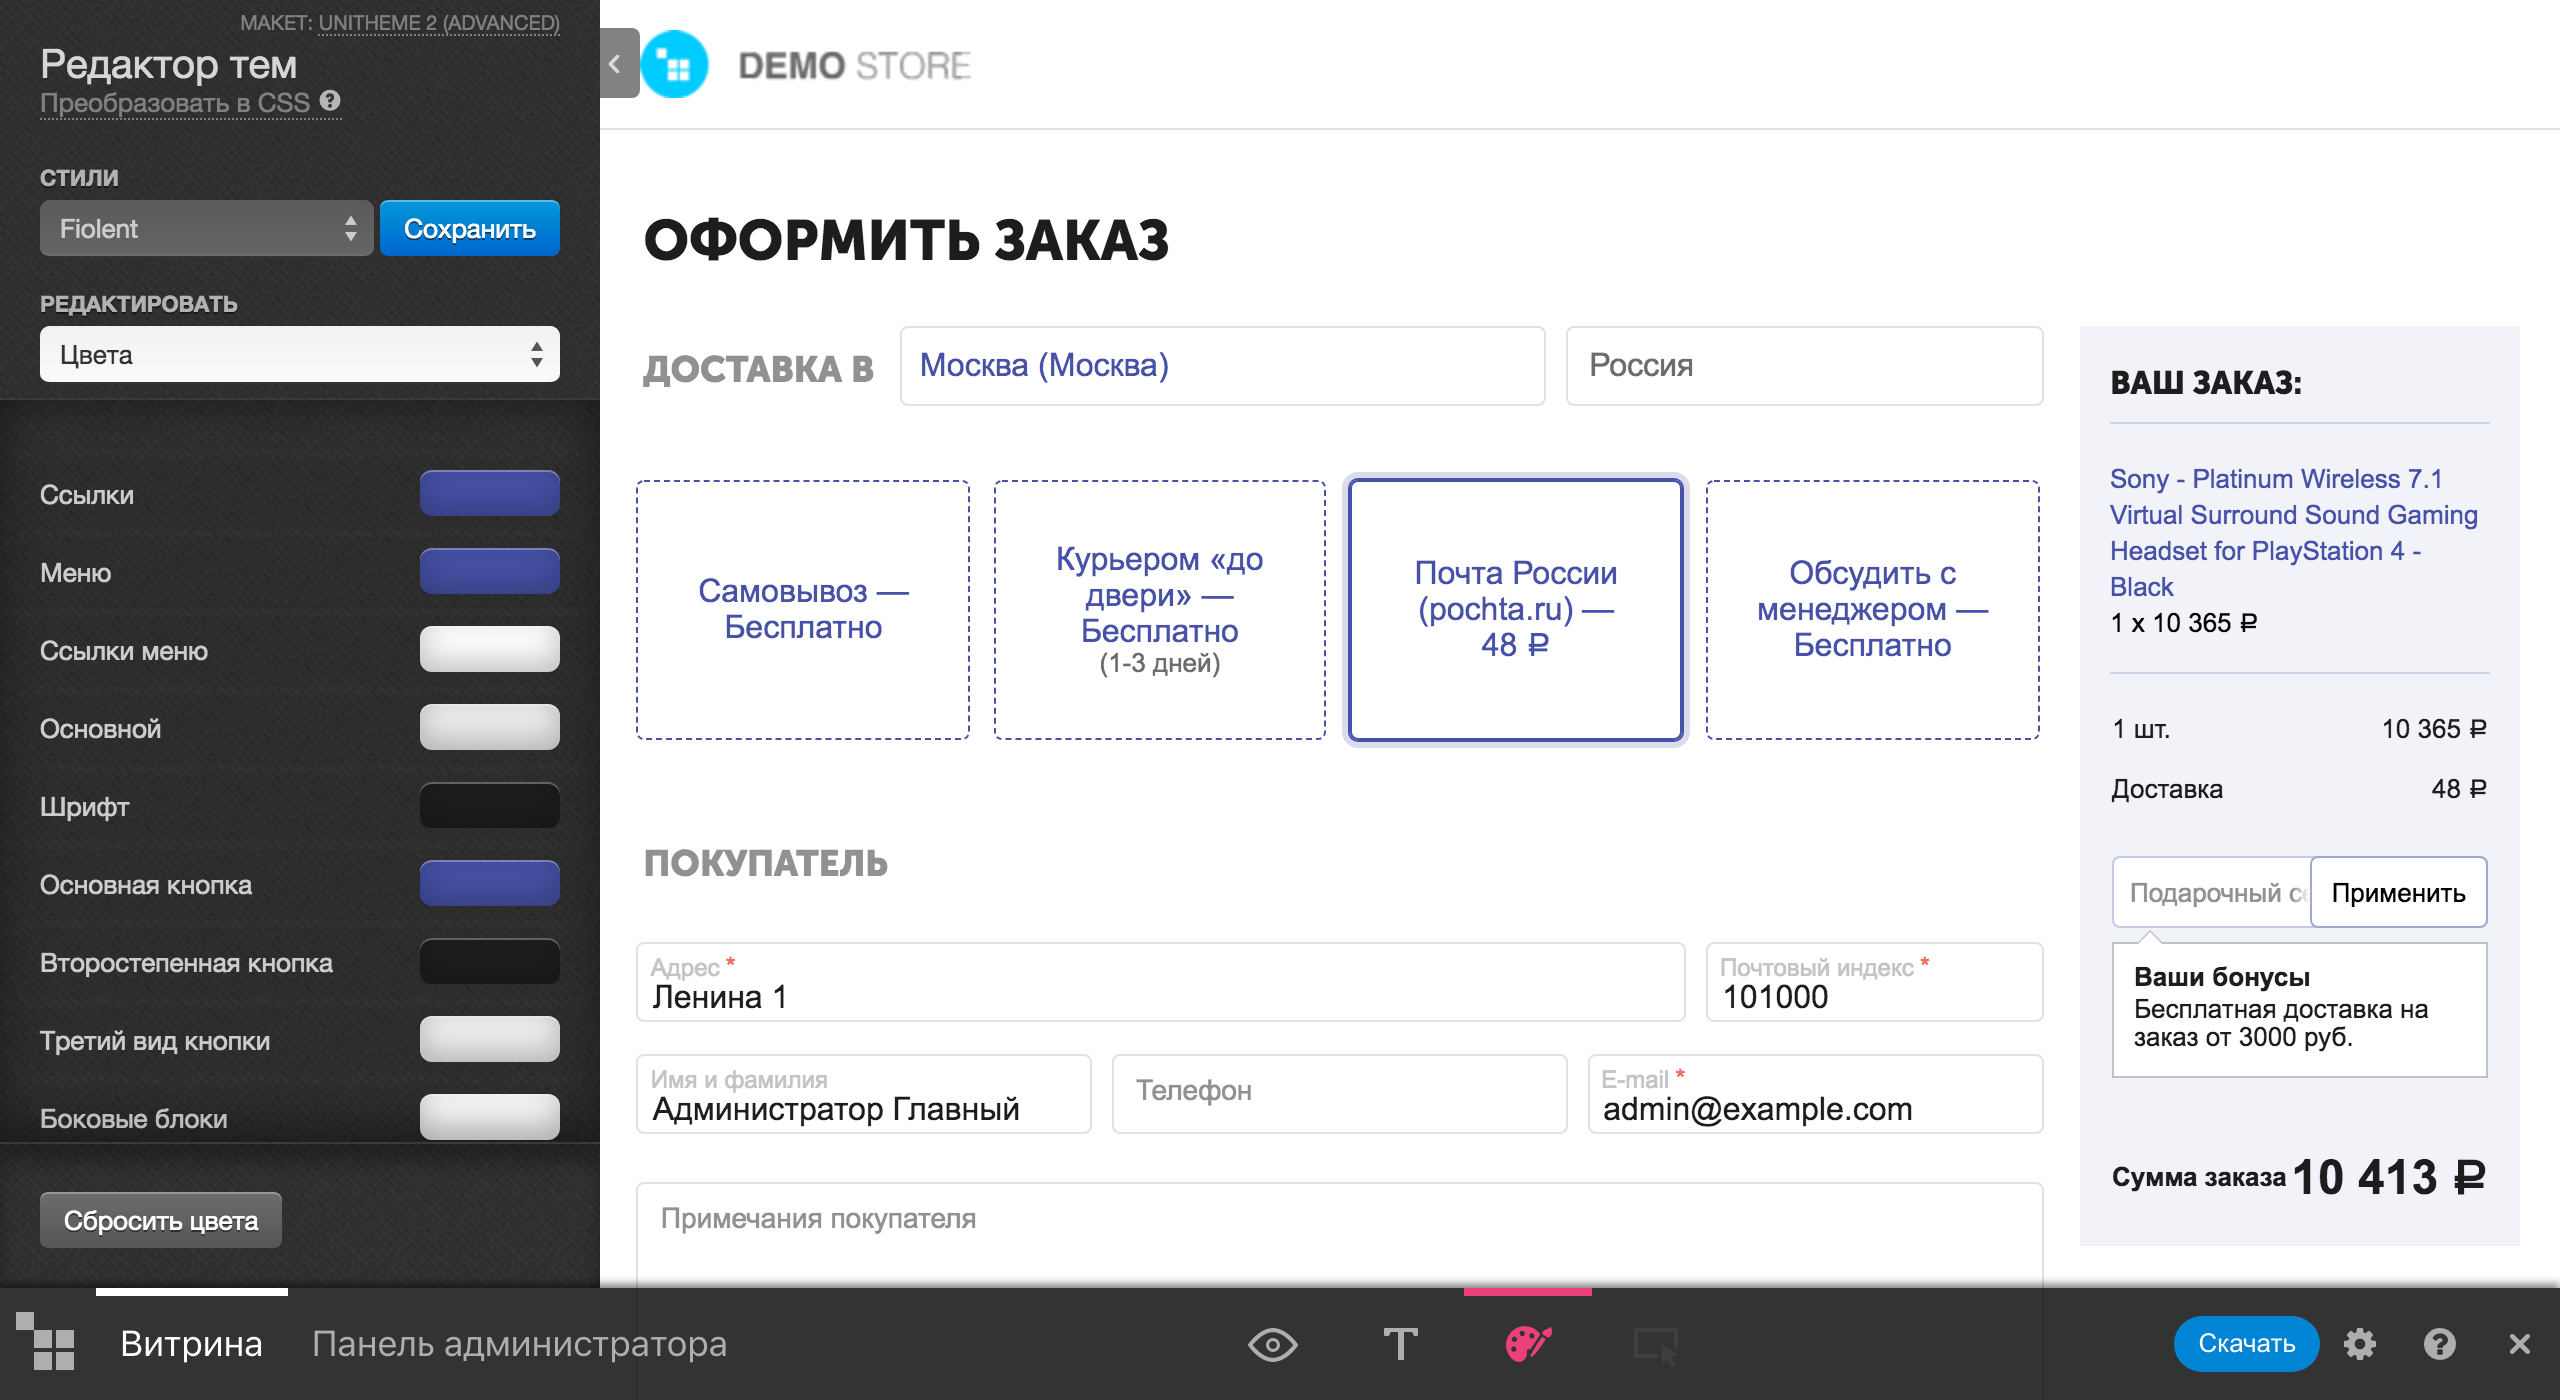 МАКЕТ: UNITHEME 2 (ADVANCED)
Редактор тем
Преобразовать в CSS
СТИЛИ
Fiolent
Сохранить
РЕДАКТИРОВАТЬ
Цвета
Ссылки
Меню
Ссылки меню
Основной
Шрифт
Основная кнопка
Второстепенная кнопка
Третий вид кнопки
Боковые блоки
Сбросить цвета
DEMO STORE
ОФОРМИТЬ ЗАКАЗ
ДОСТАВКА В
Москва (Москва)
Россия
Самовывоз —
Бесплатно
Курьером «до
двери» —
Бесплатно
(1-3 дней)
Почта России
(pochta.ru) —
48 ₽
Обсудить с
менеджером —
Бесплатно
ПОКУПАТЕЛЬ
Адрес *
Ленина 1
Почтовый индекс *
101000
Имя и фамилия
Администратор Главный
Телефон
E-mail *
admin@example.com
Примечания покупателя
ВАШ ЗАКАЗ:
Sony - Platinum Wireless 7.1
Virtual Surround Sound Gaming
Headset for PlayStation 4 -
Black
1 x 10 365 ₽
1 шт. 10 365 ₽
Доставка 48 ₽
Подарочный се
Применить
Ваши бонусы
Бесплатная доставка на
заказ от 3000 руб.
Сумма заказа 10 413 ₽
Витрина
Панель администратора
Скачать